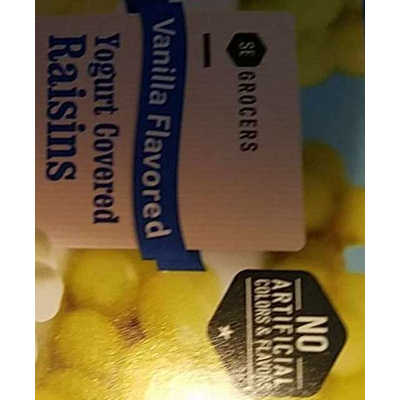 SE GROCERS
Vanilla Flavored
Yogurt Covered
Raisins
NO
ARTIFICIAL
COLORS & FLAVORS